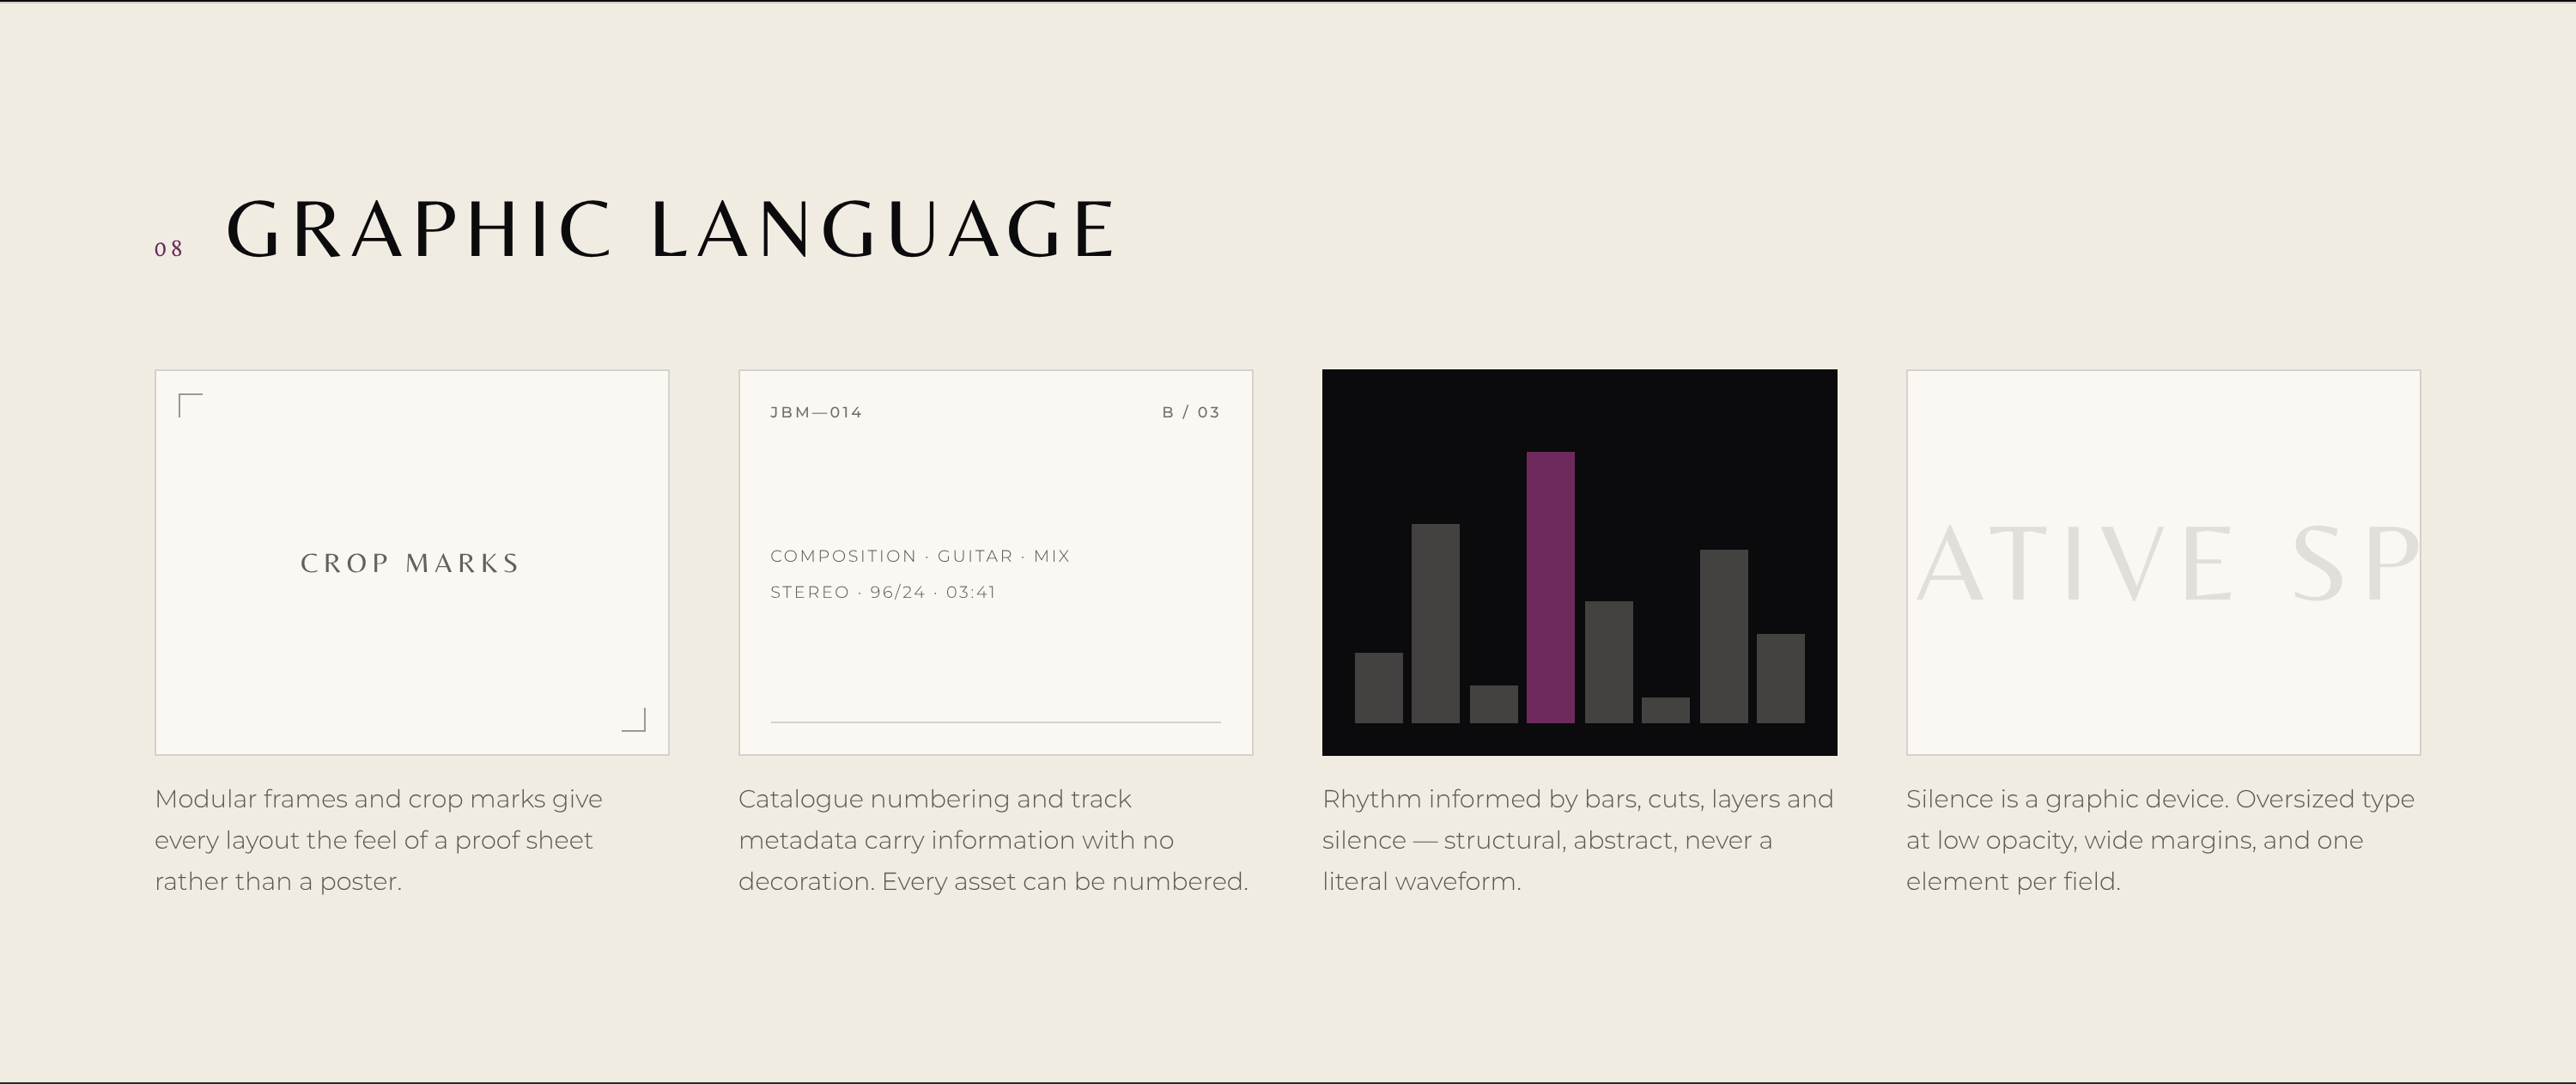 08 GRAPHIC LANGUAGE
CROP MARKS
Modular frames and crop marks give
every layout the feel of a proof sheet
rather than a poster.
JBM—014 B / 03
COMPOSITION · GUITAR · MIX
STEREO · 96/24 · 03:41
Catalogue numbering and track
metadata carry information with no
decoration. Every asset can be numbered.
Rhythm informed by bars, cuts, layers and
silence — structural, abstract, never a
literal waveform.
ATIVE SP
Silence is a graphic device. Oversized type
at low opacity, wide margins, and one
element per field.